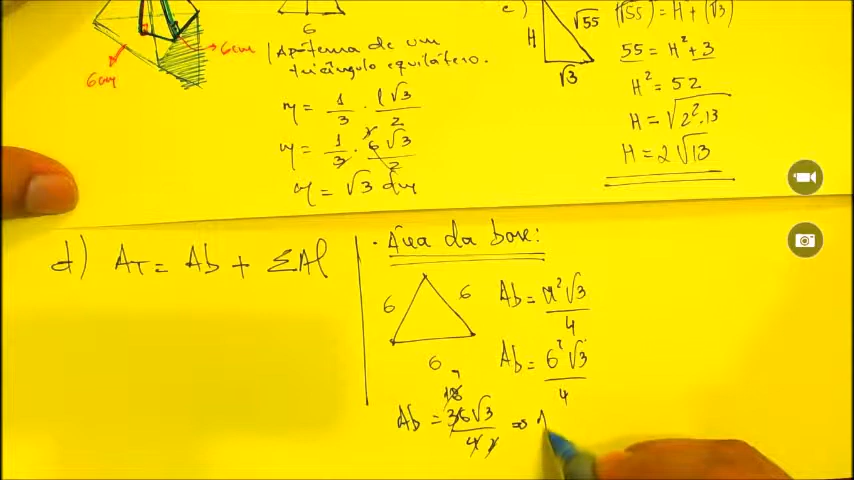 6cm
6cm
6
Apótema de um
triângulo equilátero.
m = 1/3 · l√3/2
m = 1/3 · 6√3/2
m = √3 dm
c)
H
√55
√3
(√55)² = H² + (√3)²
55 = H² + 3
H² = 52
H = √2².13
H = 2√13
d) AT = Ab + ΣAl
· Área da base:
6
6
6
Ab = a²√3/4
Ab = 6²√3/4
Ab = 36√3/4 ⇒